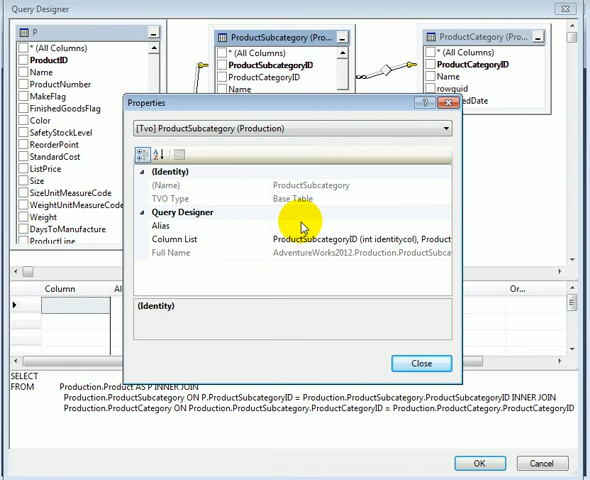 Query Designer
P
* (All Columns)
ProductID
Name
ProductNumber
MakeFlag
FinishedGoodsFlag
Color
SafetyStockLevel
ReorderPoint
StandardCost
ListPrice
Size
SizeUnitMeasureCode
WeightUnitMeasureCode
Weight
DaysToManufacture
ProductLine
ProductSubcategory (Pro...
* (All Columns)
ProductSubcategoryID
ProductCategoryID
Name
ProductCategory (Prod...
* (All Columns)
ProductCategoryID
Name
rowguid
edDate
Properties
[Tvo] ProductSubcategory (Production)
(Identity)
(Name) ProductSubcategory
TVO Type Base Table
Query Designer
Alias
Column List ProductSubcategoryID (int identitycol), Product
Full Name AdventureWorks2012.Production.ProductSubca
(Identity)
Close
Column Al Or...
SELECT
FROM Production.Product AS P INNER JOIN
Production.ProductSubcategory ON P.ProductSubcategoryID = Production.ProductSubcategory.ProductSubcategoryID INNER JOIN
Production.ProductCategory ON Production.ProductSubcategory.ProductCategoryID = Production.ProductCategory.ProductCategoryID
OK Cancel